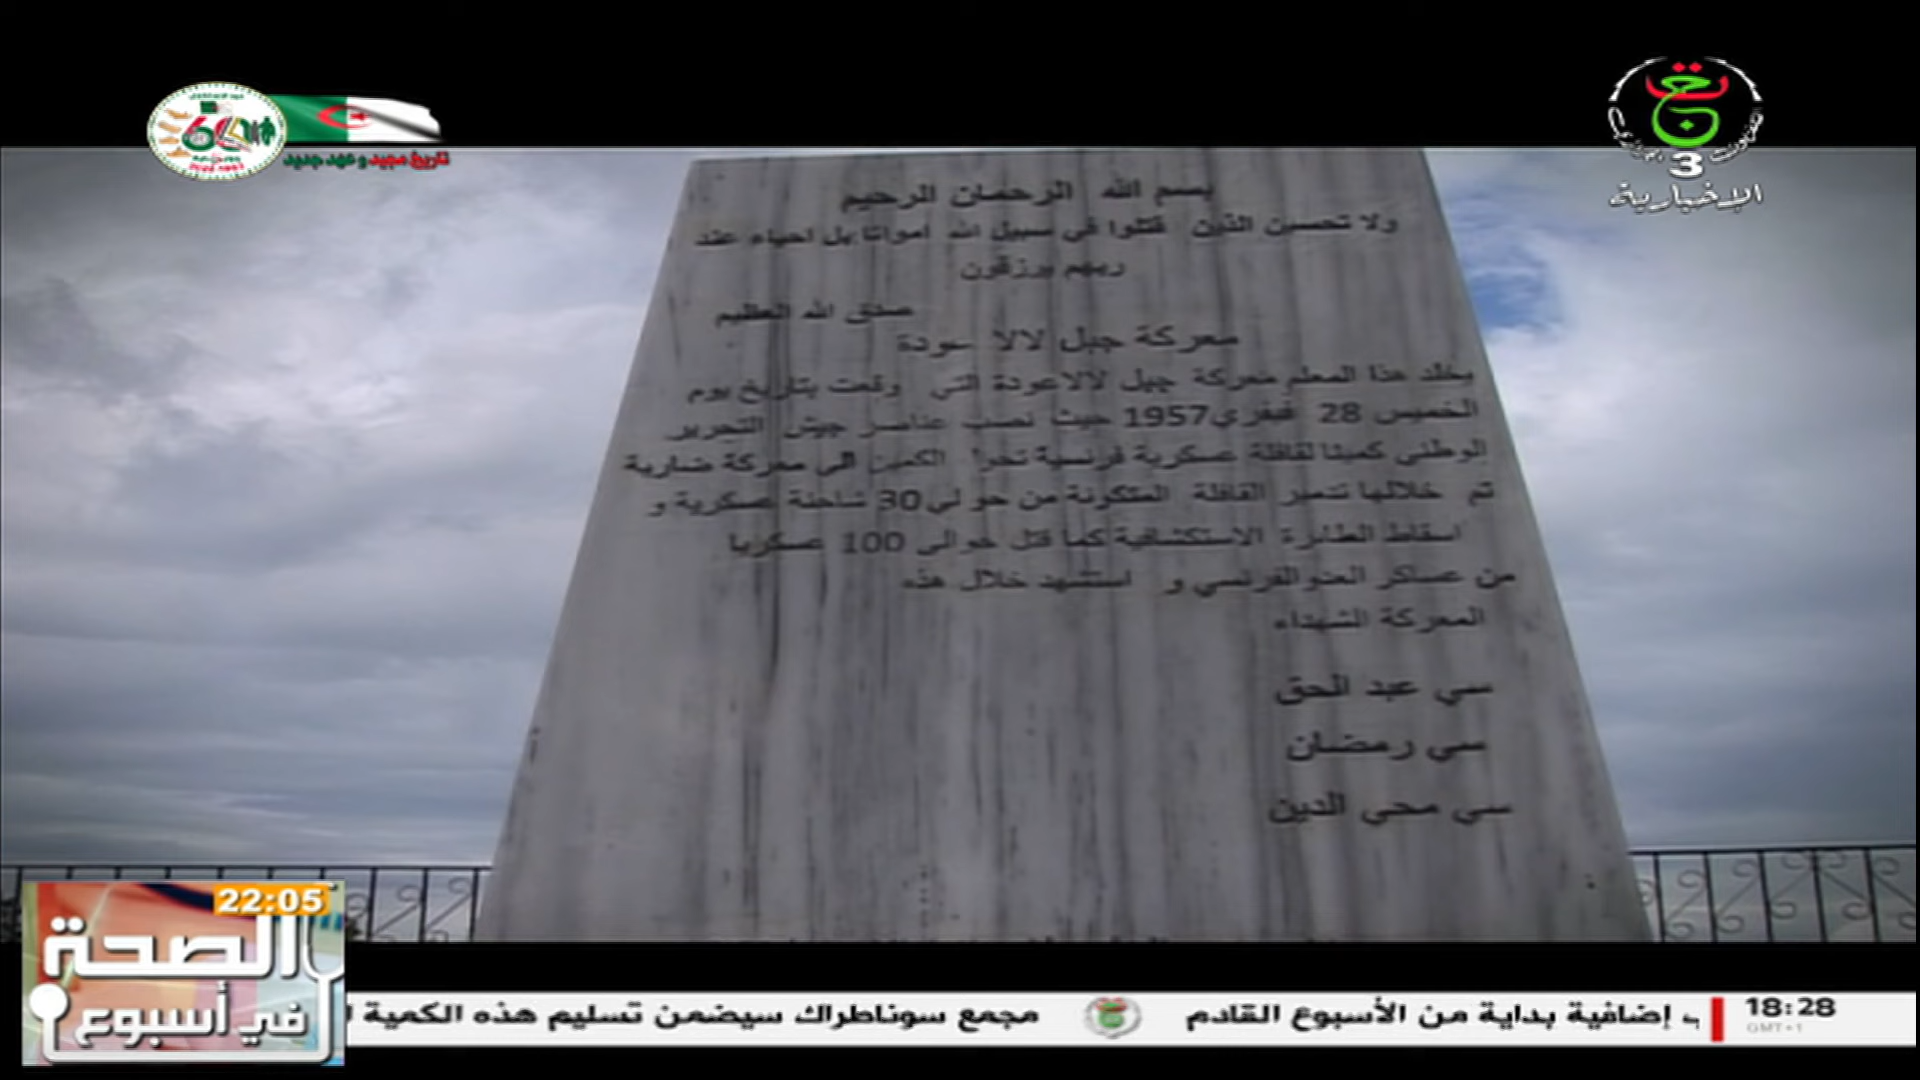 تاريخ مجيد و عهد جديد
3
الإخبارية
بسم الله الرحمان الرحيم
ولا تحسبن الذين قتلوا في سبيل الله امواتا بل احياء عند
ربهم يرزقون
صدق الله العظيم
معركة جبل لالا عودة
يخلد هذا المعلم معركة جبل لالاعودة التي وقعت بتاريخ يوم
الخميس 28 فيفري1957 حيث نصب عناصر جيش التحرير
الوطني كمينا لقافلة عسكرية فرنسية الكمين الى معركة ضارية
تم خلالها تدمير القافلة المتكونة من حوالي 30 شاحنة عسكرية و
اسقاط الطائرة الاستكشافية كما قتل حوالي 100 عسكريا
من عساكر العدو الفرنسي و استشهد خلال هذه
المعركة الشهداء
سي عبد الحق
سي رمضان
سي محي الدين
22:05
الصحة
في أسبوع
إضافية بداية من الأسبوع القادم مجمع سوناطراك سيضمن تسليم هذه الكمية
18:28
GMT+1